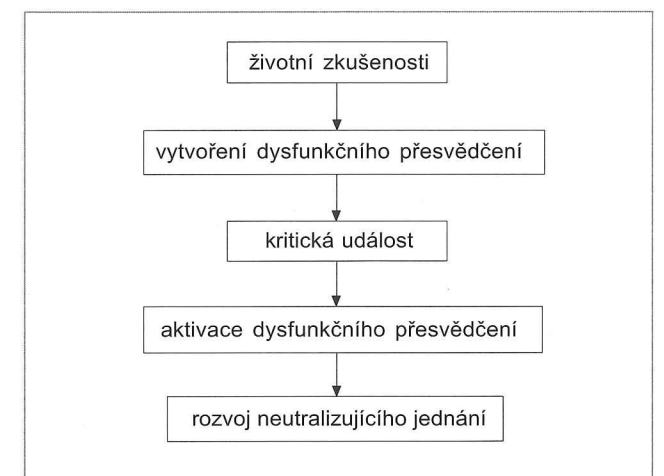 životní zkušenosti
vytvoření dysfunkčního přesvědčení
kritická událost
aktivace dysfunkčního přesvědčení
rozvoj neutralizujícího jednání